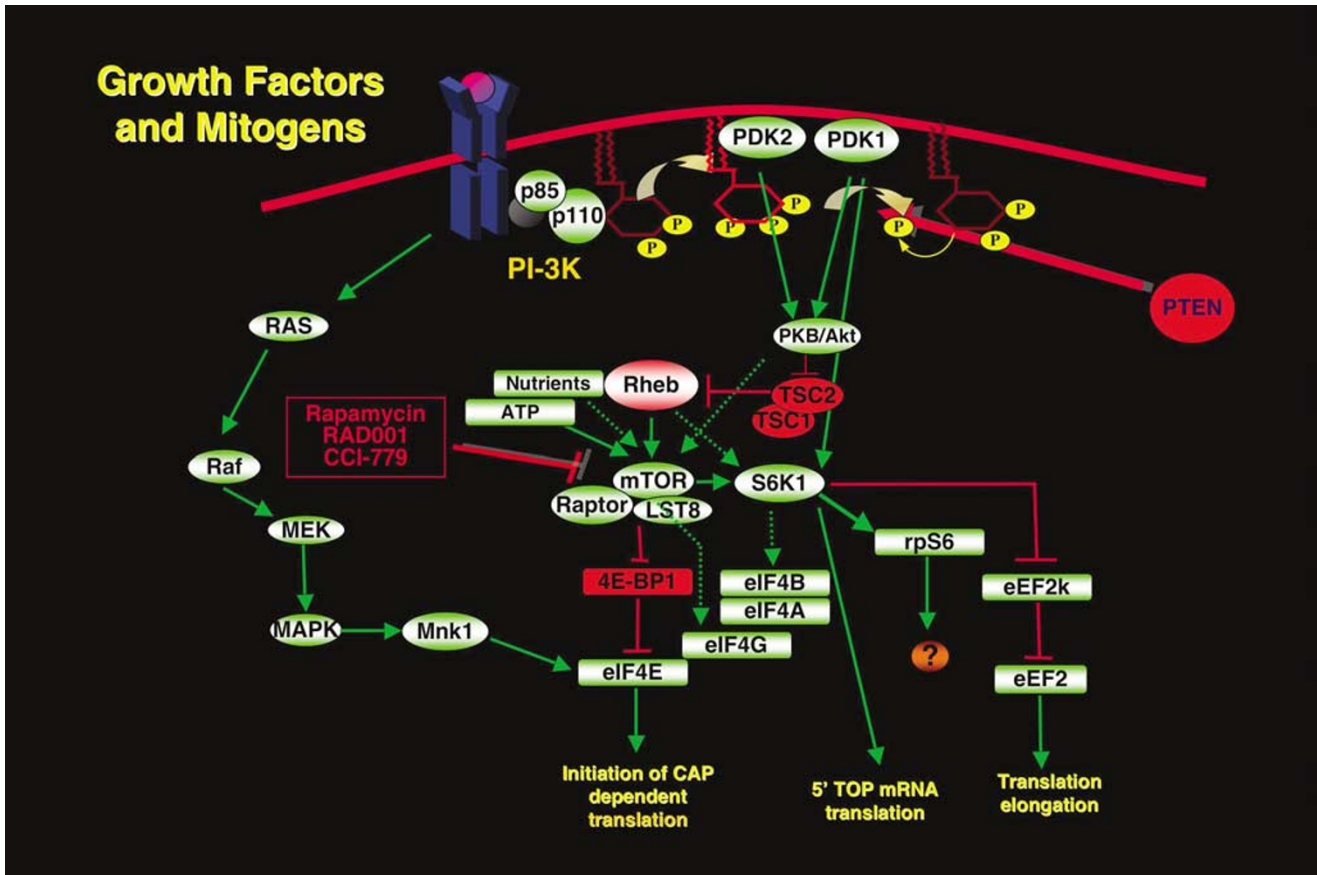 Growth Factors
and Mitogens
PDK2
PDK1
p85
p110
P
P
P
P
P
P
P
P
PI-3K
PTEN
RAS
PKB/Akt
Nutrients
Rheb
ATP
TSC2
TSC1
Rapamycin
RAD001
CCI-779
Raf
mTOR
S6K1
Raptor
LST8
MEK
rpS6
4E-BP1
eIF4B
eEF2k
eIF4A
MAPK
Mnk1
eIF4G
?
eIF4E
eEF2
Initiation of CAP
dependent
translation
5' TOP mRNA
translation
Translation
elongation